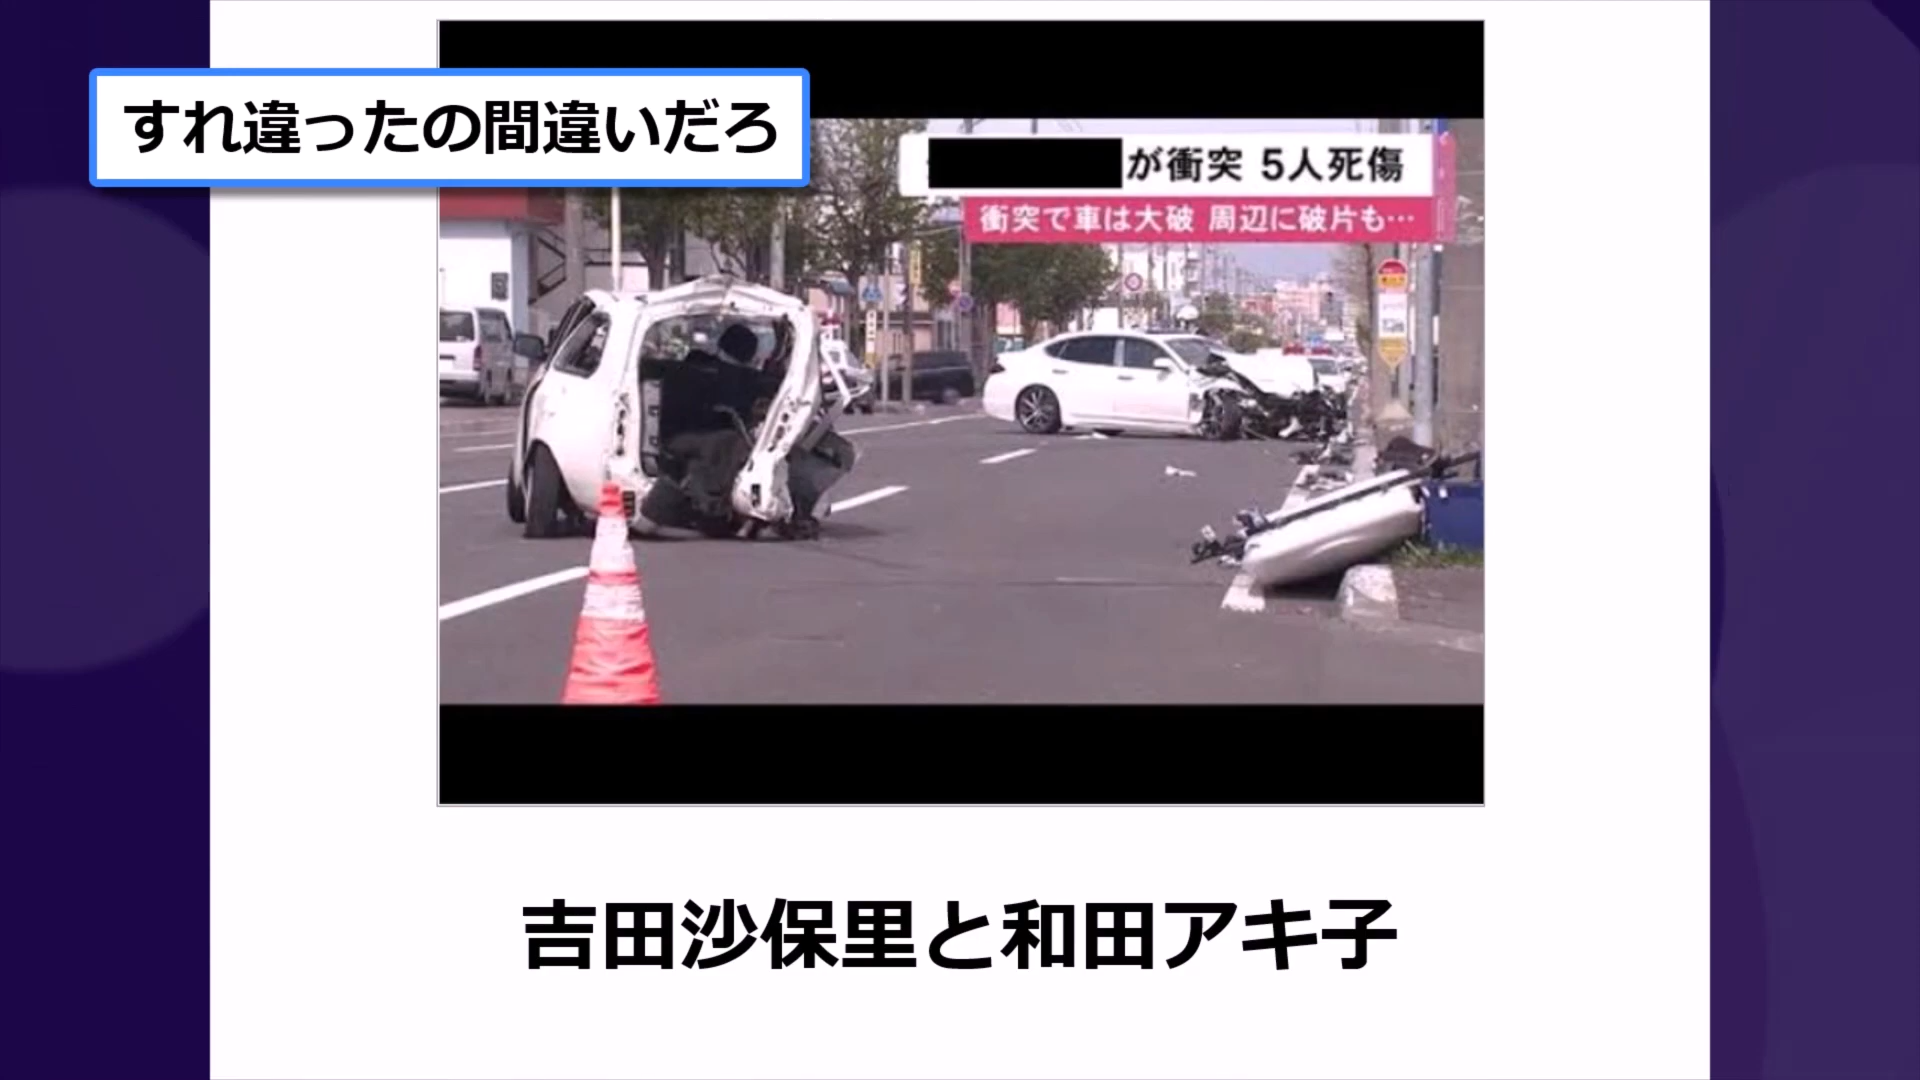 すれ違ったの間違いだろ
が衝突 5人死傷
衝突で車は大破 周辺に破片も…
吉田沙保里と和田アキ子